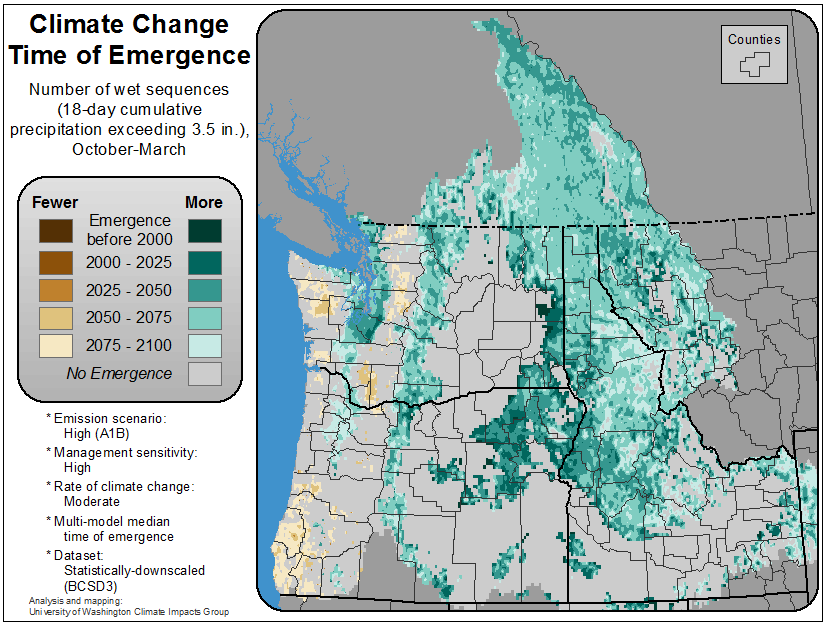 Climate Change
Time of Emergence
Number of wet sequences
(18-day cumulative
precipitation exceeding 3.5 in.),
October-March
Fewer More
Emergence
before 2000
2000 - 2025
2025 - 2050
2050 - 2075
2075 - 2100
No Emergence
* Emission scenario:
High (A1B)
* Management sensitivity:
High
* Rate of climate change:
Moderate
* Multi-model median
time of emergence
* Dataset:
Statistically-downscaled
(BCSD3)
Analysis and mapping:
University of Washington Climate Impacts Group
Counties